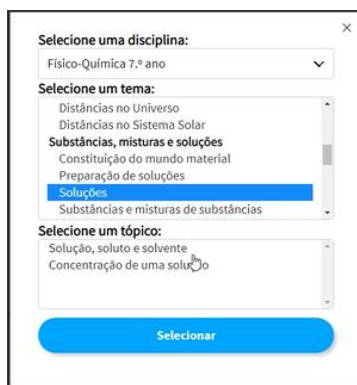 Selecione uma disciplina:
Físico-Química 7.º ano
Selecione um tema:
Distâncias no Universo
Distâncias no Sistema Solar
Substâncias, misturas e soluções
Constituição do mundo material
Preparação de soluções
Soluções
Substâncias e misturas de substâncias
Selecione um tópico:
Solução, soluto e solvente
Concentração de uma solução
Selecionar